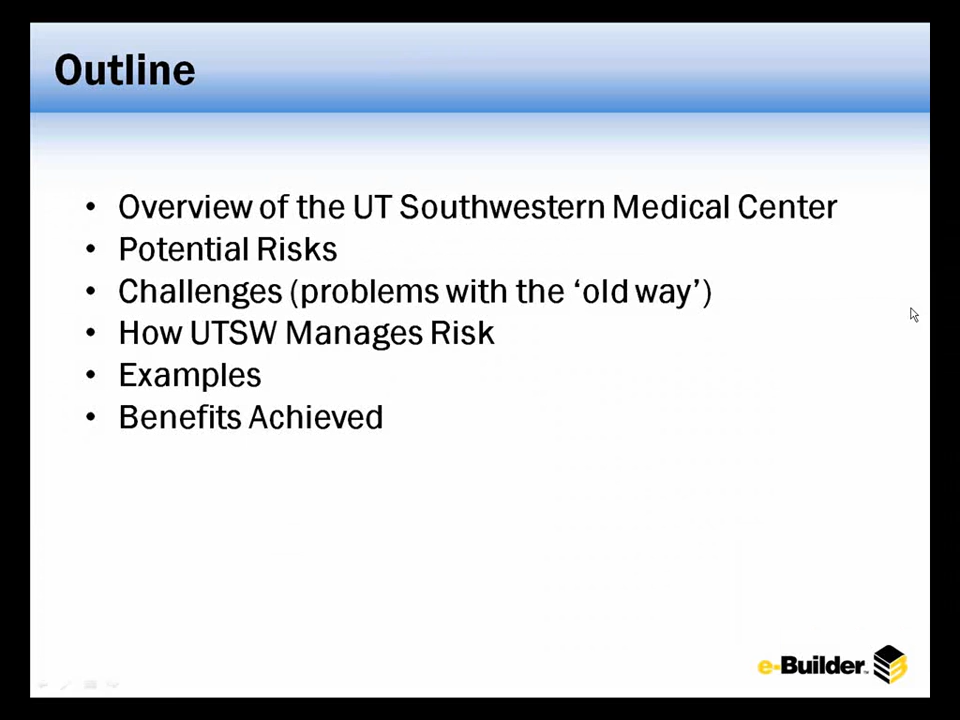 Outline
• Overview of the UT Southwestern Medical Center
• Potential Risks
• Challenges (problems with the ‘old way’)
• How UTSW Manages Risk
• Examples
• Benefits Achieved
e-Builder™